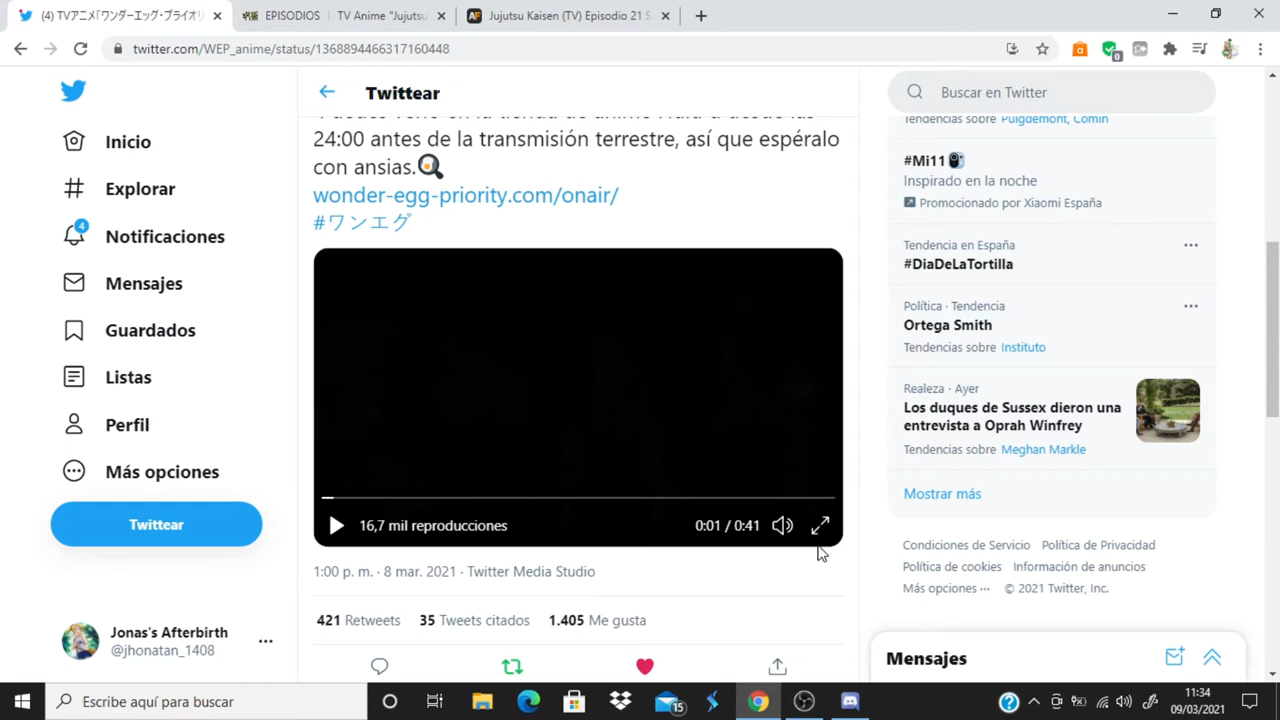 (4) TVアニメ「ワンダーエッグ・プライオリ
EPISODIOS | TV Anime "Jujutsu
Jujutsu Kaisen (TV) Episodio 21 S
twitter.com/WEP_anime/status/1368894466317160448
0
Inicio
Explorar
4
Notificaciones
Mensajes
Guardados
Listas
Perfil
Más opciones
Twittear
Jonas's Afterbirth
@jhonatan_1408
Twittear
24:00 antes de la transmisión terrestre, así que espéralo
con ansias.
wonder-egg-priority.com/onair/
#ワンエグ
16,7 mil reproducciones
0:01 / 0:41
1:00 p. m. · 8 mar. 2021 · Twitter Media Studio
421 Retweets 35 Tweets citados 1.405 Me gusta
Buscar en Twitter
Tendencias sobre Puigdemont, Comín
#Mi11
Inspirado en la noche
Promocionado por Xiaomi España
Tendencia en España
#DiaDeLaTortilla
Política · Tendencia
Ortega Smith
Tendencias sobre Instituto
Realeza · Ayer
Los duques de Sussex dieron una
entrevista a Oprah Winfrey
Tendencias sobre Meghan Markle
Mostrar más
Condiciones de Servicio Política de Privacidad
Política de cookies Información de anuncios
Más opciones ··· © 2021 Twitter, Inc.
Mensajes
Escribe aquí para buscar
15
11:34
09/03/2021